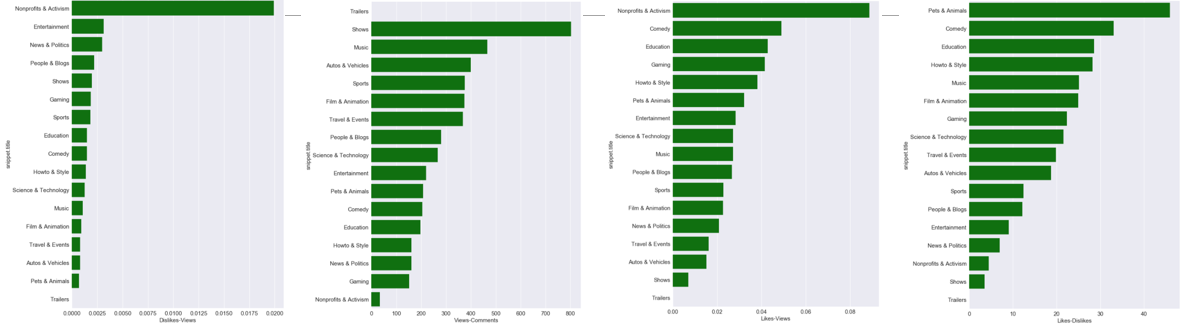 Nonprofits & Activism
Entertainment
News & Politics
People & Blogs
Shows
Gaming
Sports
Education
Comedy
Howto & Style
Science & Technology
Music
Film & Animation
Travel & Events
Autos & Vehicles
Pets & Animals
Trailers
snippet.title
0.0000 0.0025 0.0050 0.0075 0.0100 0.0125 0.0150 0.0175 0.0200
Dislikes-Views
Trailers
Shows
Music
Autos & Vehicles
Sports
Film & Animation
Travel & Events
People & Blogs
Science & Technology
Entertainment
Pets & Animals
Comedy
Education
Howto & Style
News & Politics
Gaming
Nonprofits & Activism
snippet.title
0 100 200 300 400 500 600 700 800
Views-Comments
Nonprofits & Activism
Comedy
Education
Gaming
Howto & Style
Pets & Animals
Entertainment
Science & Technology
Music
People & Blogs
Sports
Film & Animation
News & Politics
Travel & Events
Autos & Vehicles
Shows
Trailers
snippet.title
0.00 0.02 0.04 0.06 0.08
Likes-Views
Pets & Animals
Comedy
Education
Howto & Style
Music
Film & Animation
Gaming
Science & Technology
Travel & Events
Autos & Vehicles
Sports
People & Blogs
Entertainment
News & Politics
Nonprofits & Activism
Shows
Trailers
snippet.title
0 10 20 30 40
Likes-Dislikes